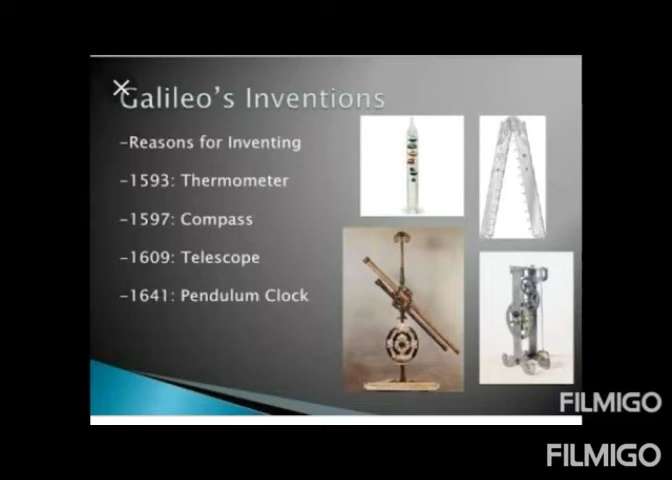 Galileo's Inventions
-Reasons for Inventing
-1593: Thermometer
-1597: Compass
-1609: Telescope
-1641: Pendulum Clock
FILMIGO
FILMIGO